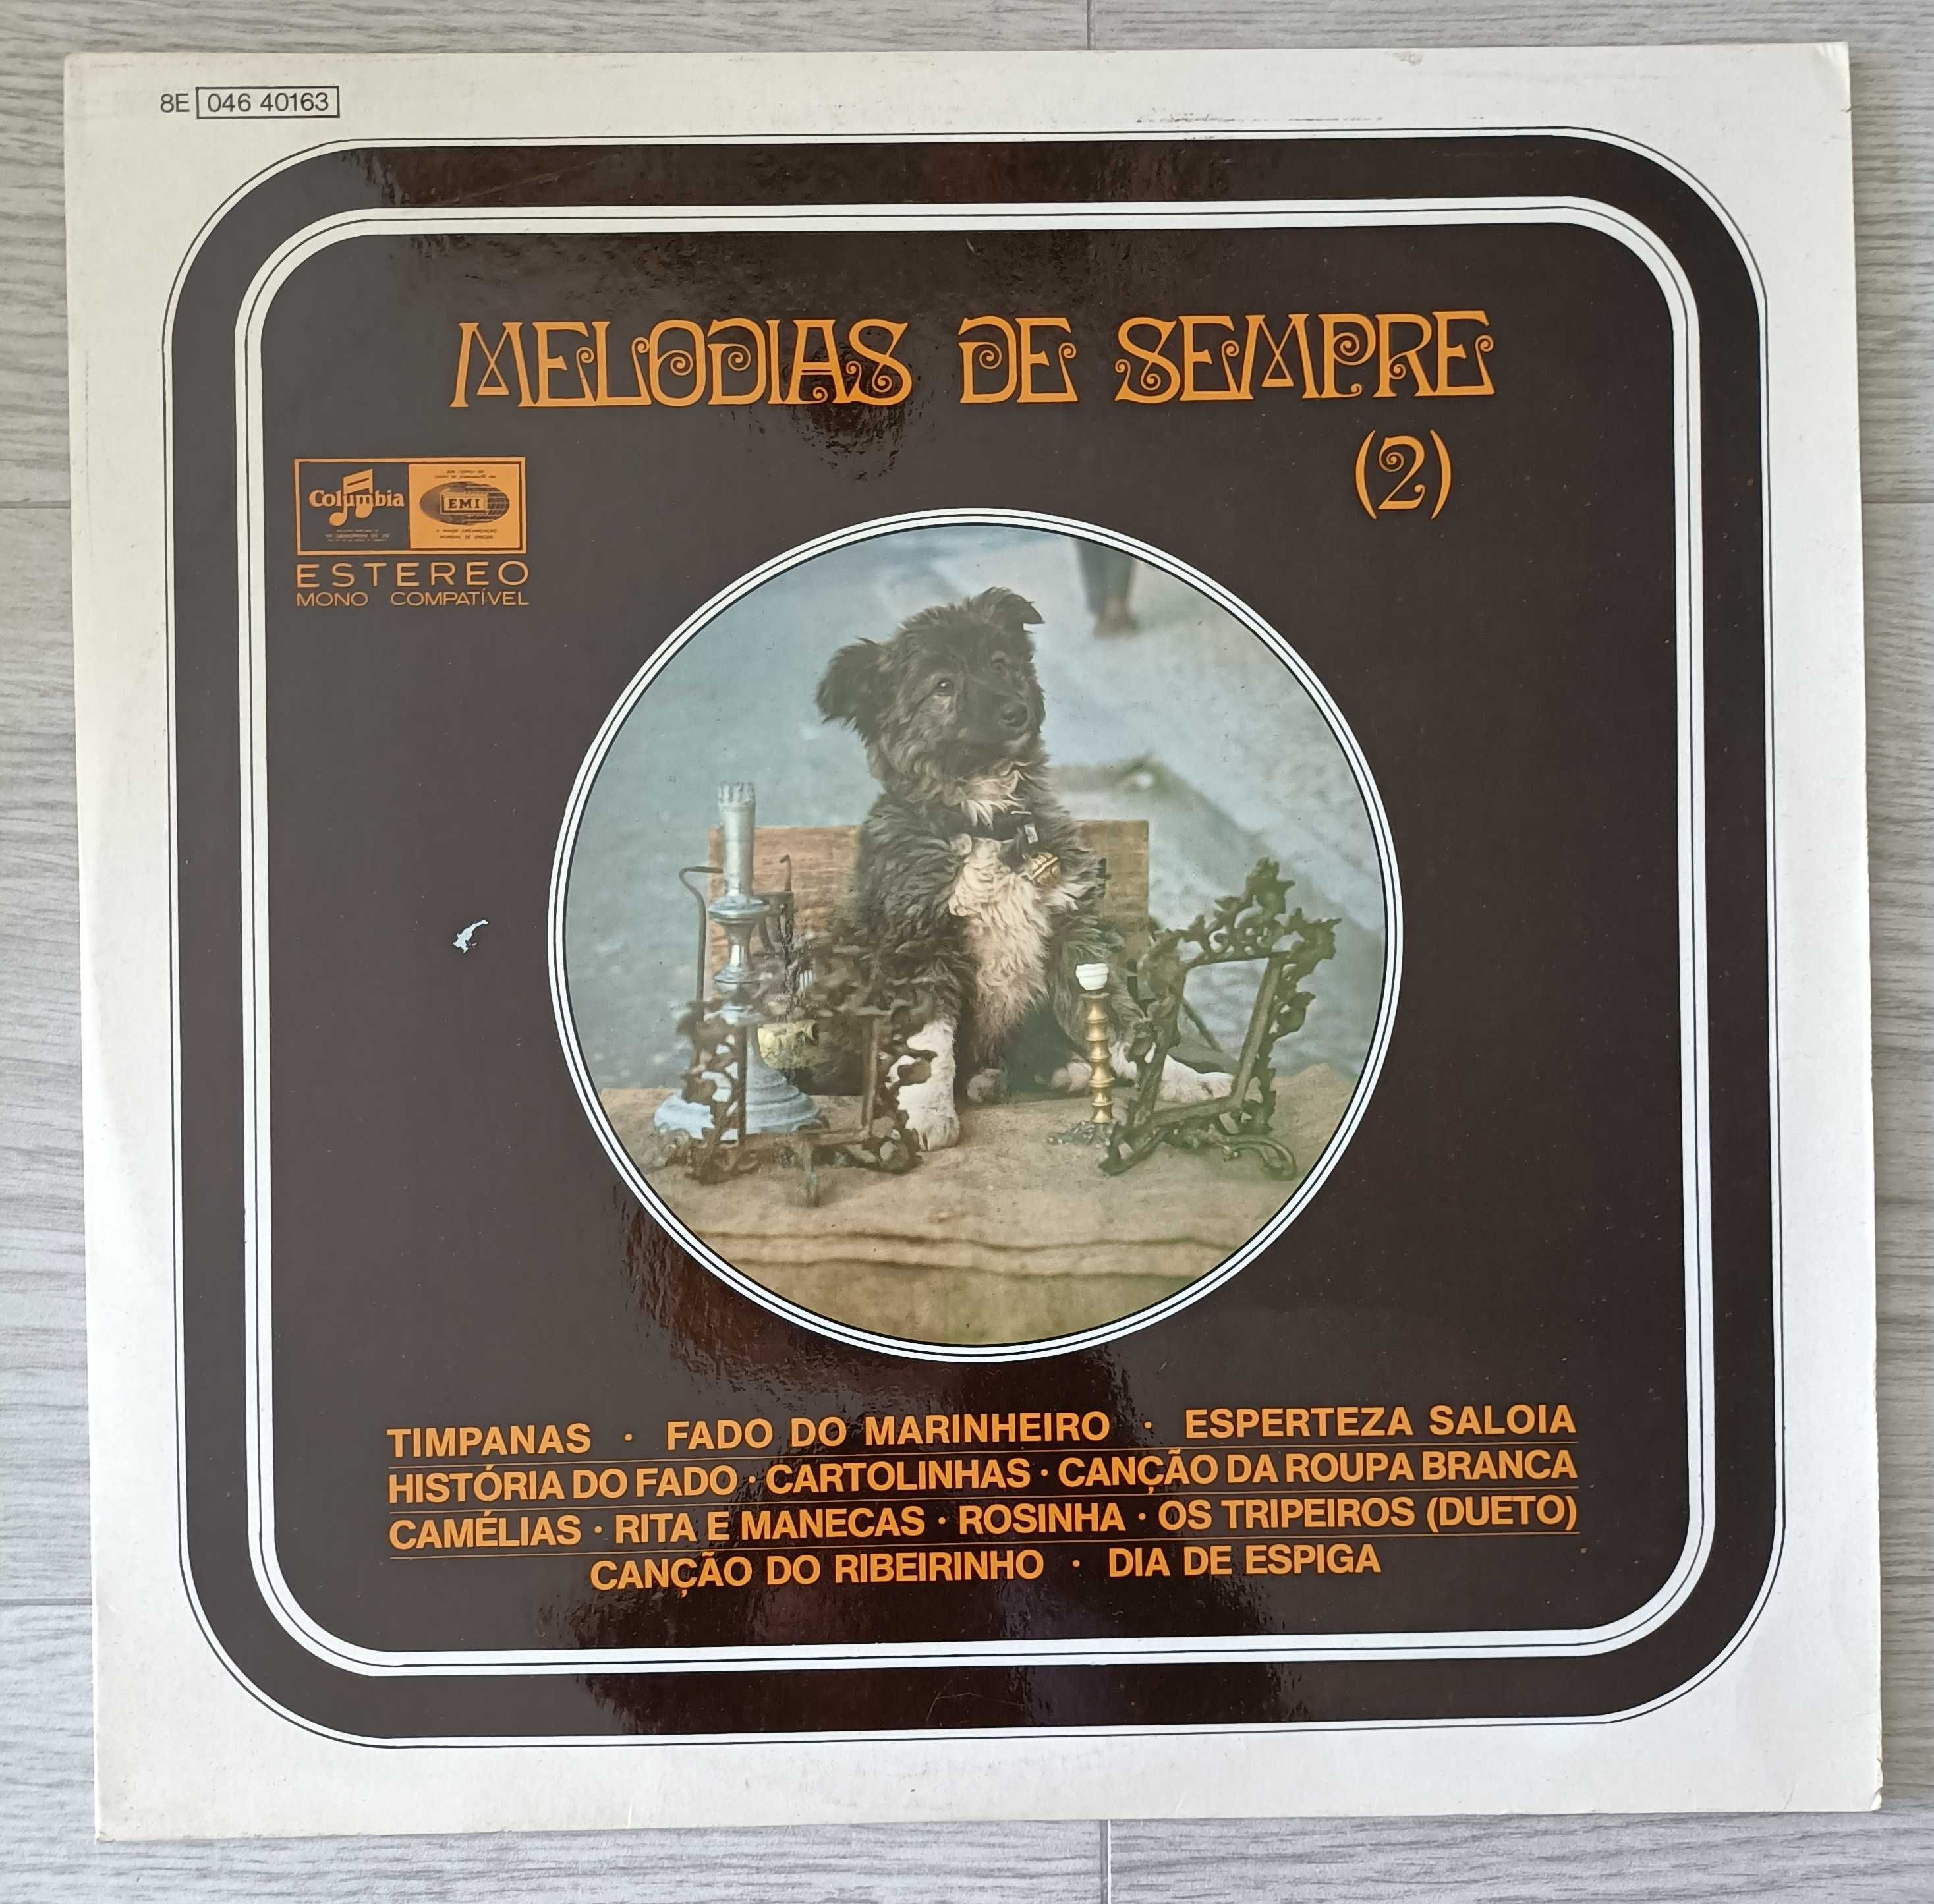 8E 046 40163
MELODIAS DE SEMPRE
(2)
Columbia
EMI
ESTEREO
MONO COMPATÍVEL
TIMPANAS · FADO DO MARINHEIRO · ESPERTEZA SALOIA
HISTÓRIA DO FADO · CARTOLINHAS · CANÇÃO DA ROUPA BRANCA
CAMÉLIAS · RITA E MANECAS · ROSINHA · OS TRIPEIROS (DUETO)
CANÇÃO DO RIBEIRINHO · DIA DE ESPIGA